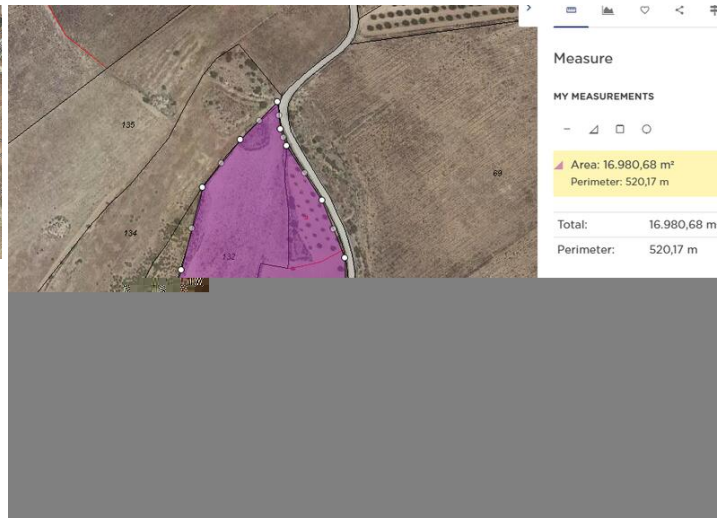 Measure
MY MEASUREMENTS
Area: 16.980,68 m²
Perimeter: 520,17 m
Total: 16.980,68 m
Perimeter: 520,17 m
135
69
134
132